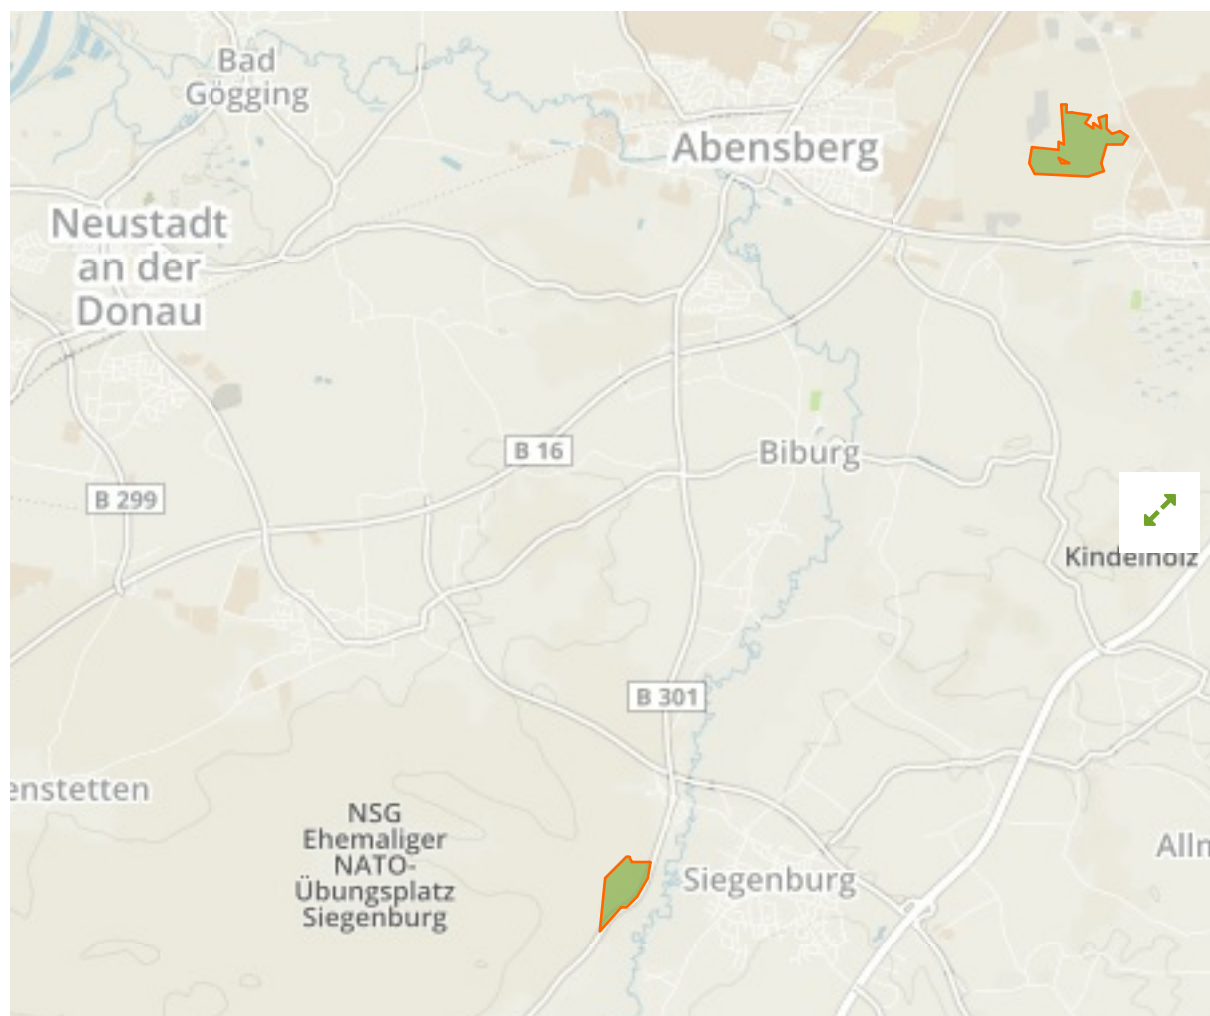 Bad
Gögging
Abensberg
Neustadt
an der
Donau
B 16
Biburg
B 299
Kindelholz
B 301
enstetten
NSG
Ehemaliger
NATO-
Übungsplatz
Siegenburg
Alln
Siegenburg